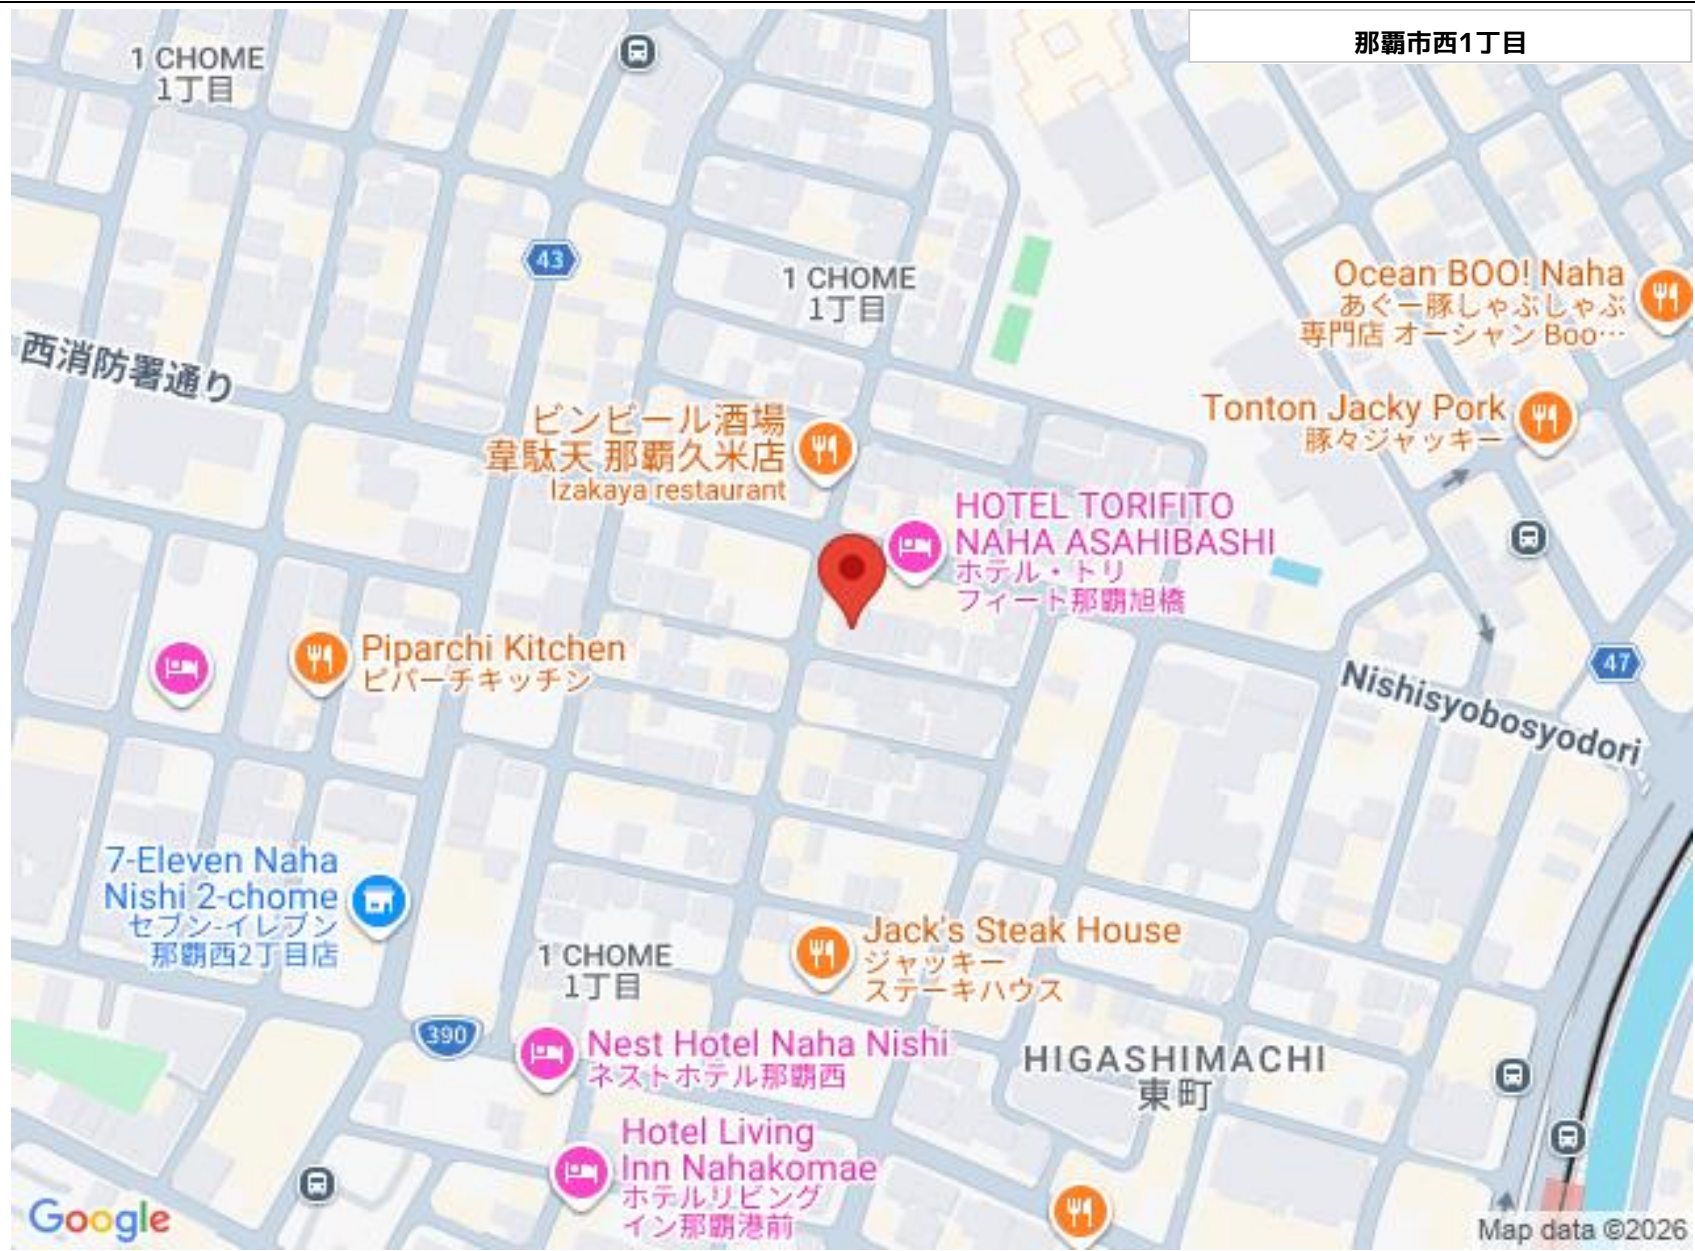 那覇市西1丁目
1 CHOME
1丁目
43
1 CHOME
1丁目
Ocean BOO! Naha
あぐー豚しゃぶしゃぶ
専門店 オーシャン Boo…
西消防署通り
Tonton Jacky Pork
豚々ジャッキー
ビンビール酒場
韋駄天 那覇久米店
Izakaya restaurant
HOTEL TORIFITO
NAHA ASAHIBASHI
ホテル・トリ
フィート那覇旭橋
Piparchi Kitchen
ピパーチキッチン
47
Nishisyobosyodori
7-Eleven Naha
Nishi 2-chome
セブン-イレブン
那覇西2丁目店
1 CHOME
1丁目
Jack's Steak House
ジャッキー
ステーキハウス
390
Nest Hotel Naha Nishi
ネストホテル那覇西
HIGASHIMACHI
東町
Hotel Living
Inn Nahakomae
ホテルリビング
イン那覇港前
Google
Map data ©2026